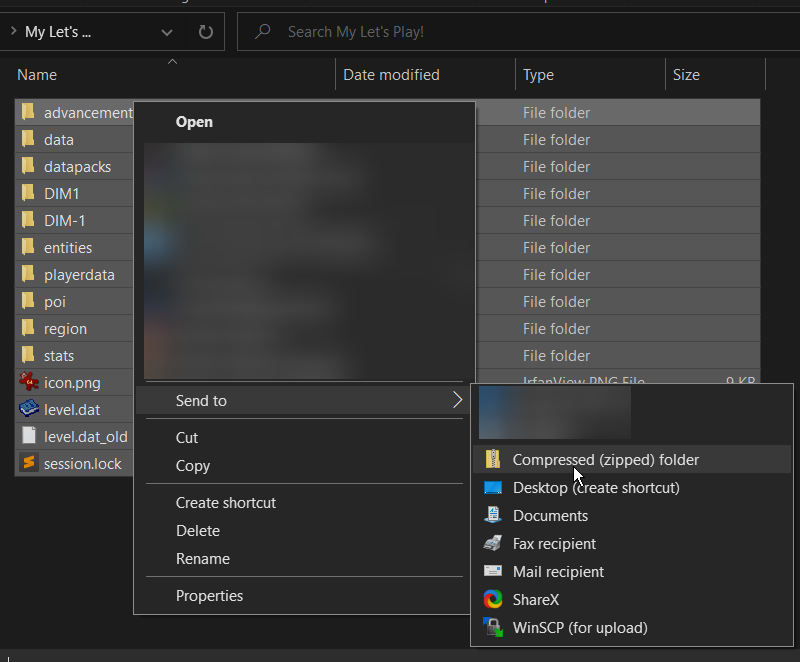 My Let's ...
Search My Let's Play!
Name
Date modified
Type
Size
advancement
File folder
data
File folder
datapacks
File folder
DIM1
File folder
DIM-1
File folder
entities
File folder
playerdata
File folder
poi
File folder
region
File folder
stats
File folder
icon.png
IrfanView PNG File
9 KB
level.dat
level.dat_old
session.lock
Open
Send to
Cut
Copy
Create shortcut
Delete
Rename
Properties
Compressed (zipped) folder
Desktop (create shortcut)
Documents
Fax recipient
Mail recipient
ShareX
WinSCP (for upload)